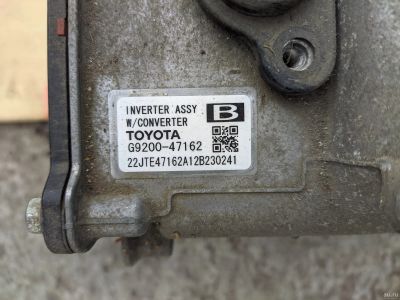 INVERTER ASSY
W/CONVERTER
B
TOYOTA
G9200-47162
22JTE47162A12B230241